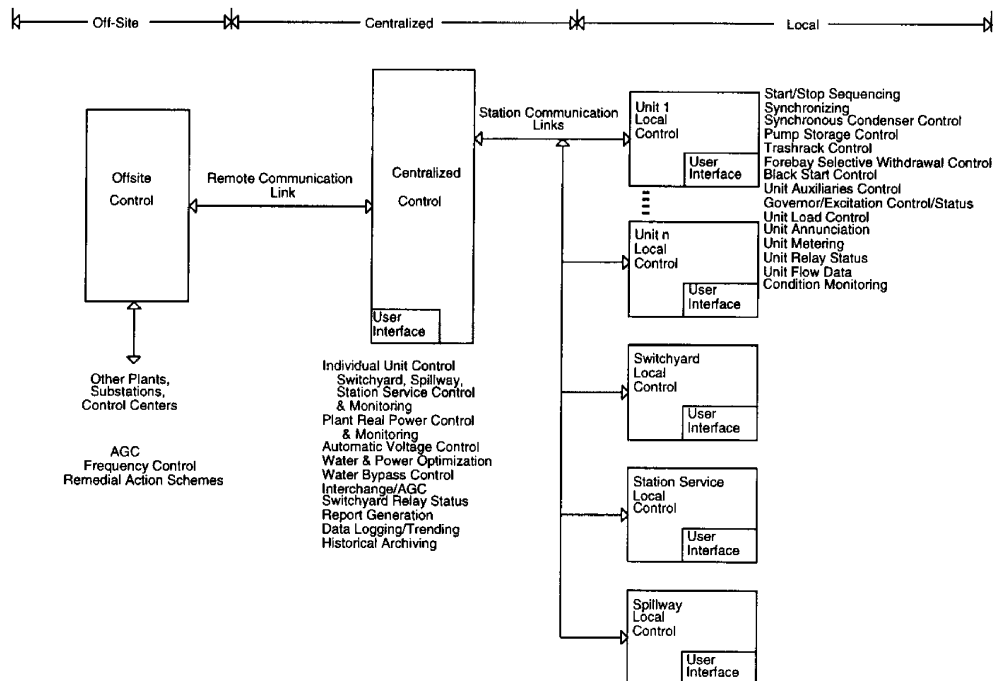 Off-Site
Centralized
Local
Offsite
Control
Remote Communication
Link
Other Plants,
Substations,
Control Centers
AGC
Frequency Control
Remedial Action Schemes
Centralized
Control
User
Interface
Individual Unit Control
Switchyard, Spillway,
Station Service Control
& Monitoring
Plant Real Power Control
& Monitoring
Automatic Voltage Control
Water & Power Optimization
Water Bypass Control
Interchange/AGC
Switchyard Relay Status
Report Generation
Data Logging/Trending
Historical Archiving
Station Communication
Links
Unit 1
Local
Control
User
Interface
Unit n
Local
Control
User
Interface
Start/Stop Sequencing
Synchronizing
Synchronous Condenser Control
Pump Storage Control
Trashrack Control
Forebay Selective Withdrawal Control
Black Start Control
Unit Auxiliaries Control
Governor/Excitation Control/Status
Unit Load Control
Unit Annunciation
Unit Metering
Unit Relay Status
Unit Flow Data
Condition Monitoring
Switchyard
Local
Control
User
Interface
Station Service
Local
Control
User
Interface
Spillway
Local
Control
User
Interface